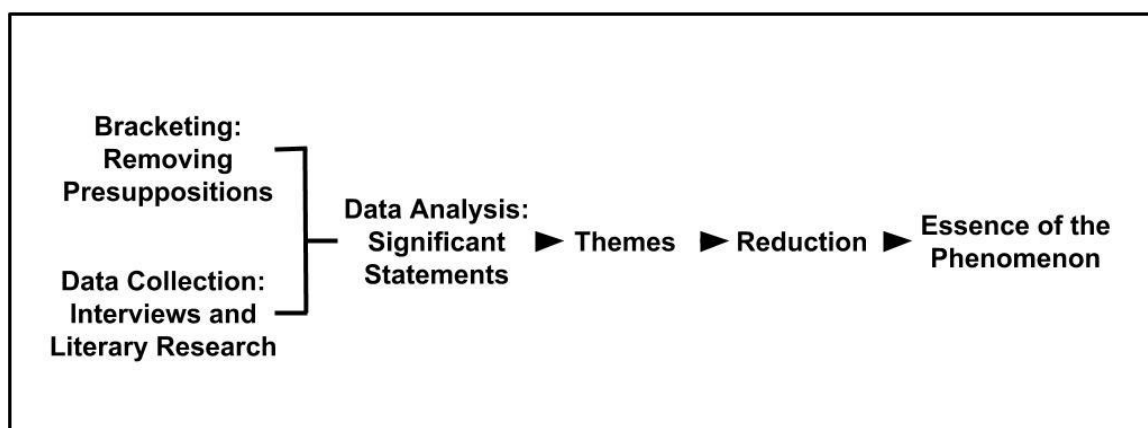 Bracketing:
Removing
Presuppositions
Data Collection:
Interviews and
Literary Research
Data Analysis:
Significant
Statements
Themes
Reduction
Essence of the
Phenomenon